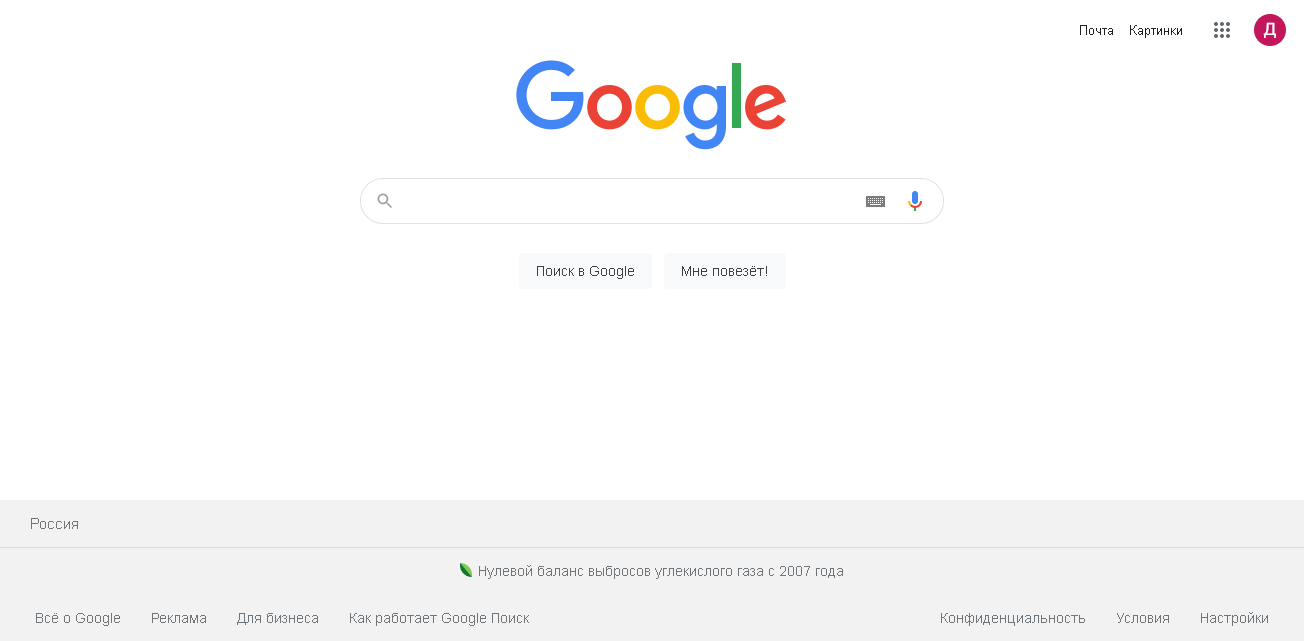 Почта Картинки Д
Google
Поиск в Google Мне повезёт!
Россия
Нулевой баланс выбросов углекислого газа с 2007 года
Всё о Google Реклама Для бизнеса Как работает Google Поиск Конфиденциальность Условия Настройки